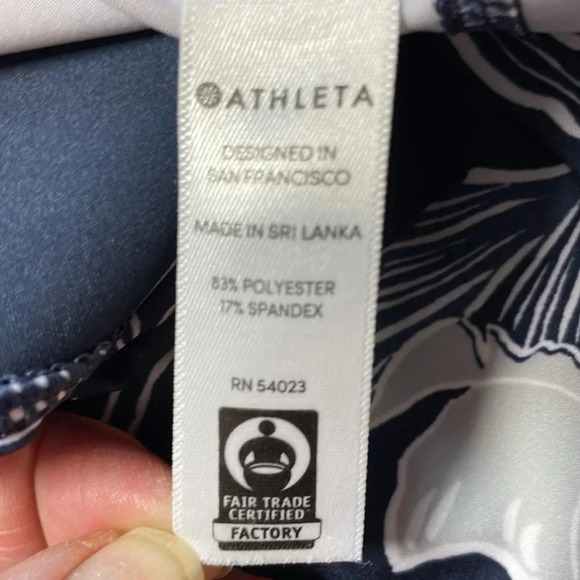 ATHLETA
DESIGNED IN
SAN FRANCISCO
MADE IN SRI LANKA
83% POLYESTER
17% SPANDEX
RN 54023
FAIR TRADE
CERTIFIED
FACTORY